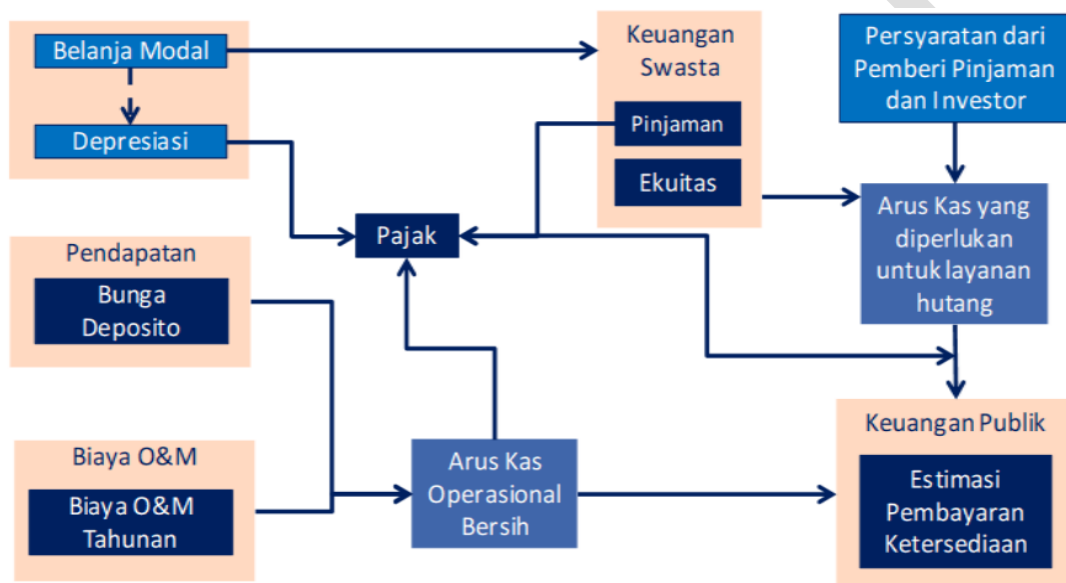 Belanja Modal
Depresiasi
Keuangan
Swasta
Pinjaman
Ekuitas
Persyaratan dari
Pemberi Pinjaman
dan Investor
Pajak
Arus Kas yang
diperlukan
untuk layanan
hutang
Pendapatan
Bunga
Deposito
Biaya O&M
Biaya O&M
Tahunan
Arus Kas
Operasional
Bersih
Keuangan Publik
Estimasi
Pembayaran
Ketersediaan